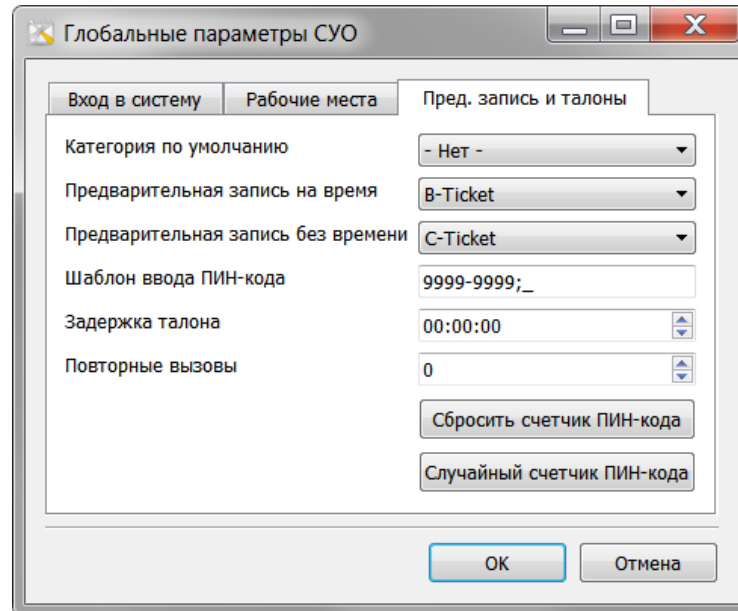 Глобальные параметры СУО
Вход в систему Рабочие места Пред. запись и талоны
Категория по умолчанию - Нет -
Предварительная запись на время B-Ticket
Предварительная запись без времени C-Ticket
Шаблон ввода ПИН-кода 9999-9999;_
Задержка талона 00:00:00
Повторные вызовы 0
Сбросить счетчик ПИН-кода
Случайный счетчик ПИН-кода
OK Отмена